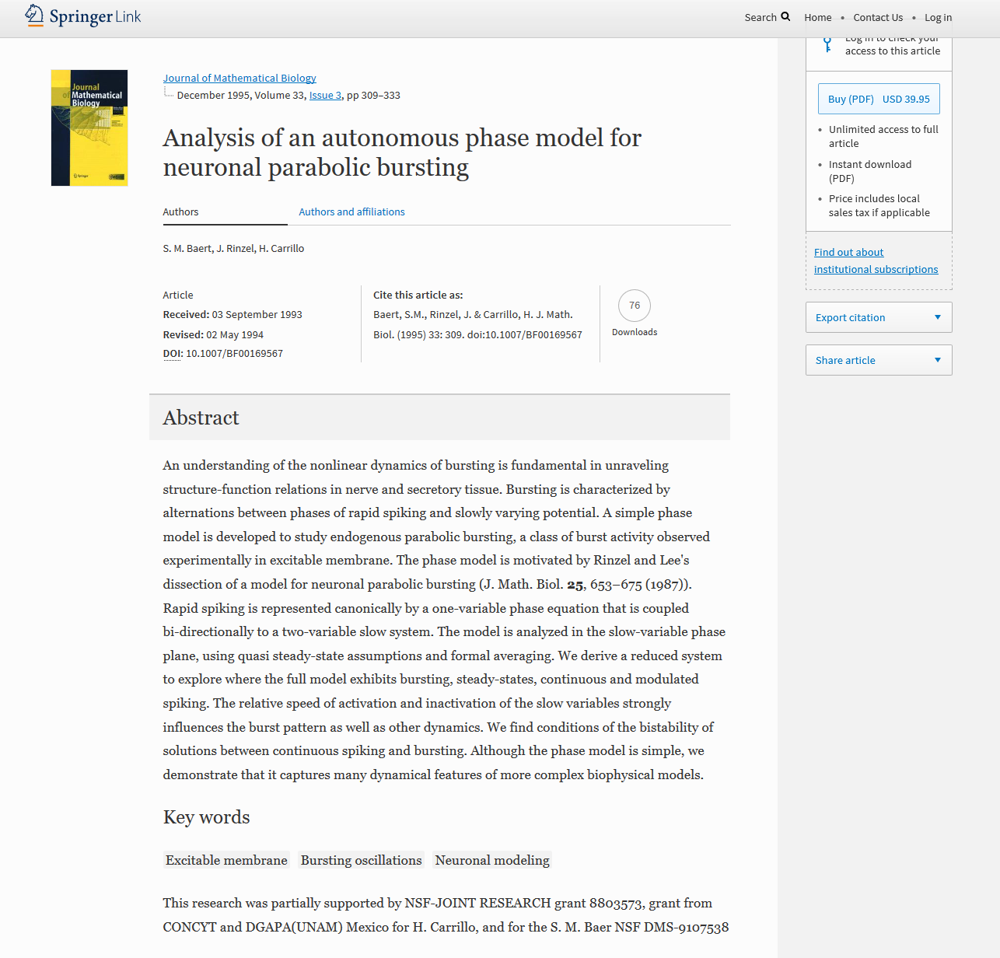 Springer Link
Search
Home • Contact Us • Log in
Log in to check your
access to this article
Journal
of Mathematical
Biology
Springer
Journal of Mathematical Biology
December 1995, Volume 33, Issue 3, pp 309–333
Analysis of an autonomous phase model for
neuronal parabolic bursting
Authors
Authors and affiliations
S. M. Baert, J. Rinzel, H. Carrillo
Article
Received: 03 September 1993
Revised: 02 May 1994
DOI: 10.1007/BF00169567
Cite this article as:
Baert, S.M., Rinzel, J. & Carrillo, H. J. Math.
Biol. (1995) 33: 309. doi:10.1007/BF00169567
76
Downloads
Buy (PDF) USD 39.95
• Unlimited access to full
article
• Instant download
(PDF)
• Price includes local
sales tax if applicable
Find out about
institutional subscriptions
Export citation
Share article
Abstract
An understanding of the nonlinear dynamics of bursting is fundamental in unraveling
structure-function relations in nerve and secretory tissue. Bursting is characterized by
alternations between phases of rapid spiking and slowly varying potential. A simple phase
model is developed to study endogenous parabolic bursting, a class of burst activity observed
experimentally in excitable membrane. The phase model is motivated by Rinzel and Lee's
dissection of a model for neuronal parabolic bursting (J. Math. Biol. 25, 653–675 (1987)).
Rapid spiking is represented canonically by a one-variable phase equation that is coupled
bi-directionally to a two-variable slow system. The model is analyzed in the slow-variable phase
plane, using quasi steady-state assumptions and formal averaging. We derive a reduced system
to explore where the full model exhibits bursting, steady-states, continuous and modulated
spiking. The relative speed of activation and inactivation of the slow variables strongly
influences the burst pattern as well as other dynamics. We find conditions of the bistability of
solutions between continuous spiking and bursting. Although the phase model is simple, we
demonstrate that it captures many dynamical features of more complex biophysical models.
Key words
Excitable membrane Bursting oscillations Neuronal modeling
This research was partially supported by NSF-JOINT RESEARCH grant 8803573, grant from
CONCYT and DGAPA(UNAM) Mexico for H. Carrillo, and for the S. M. Baer NSF DMS-9107538